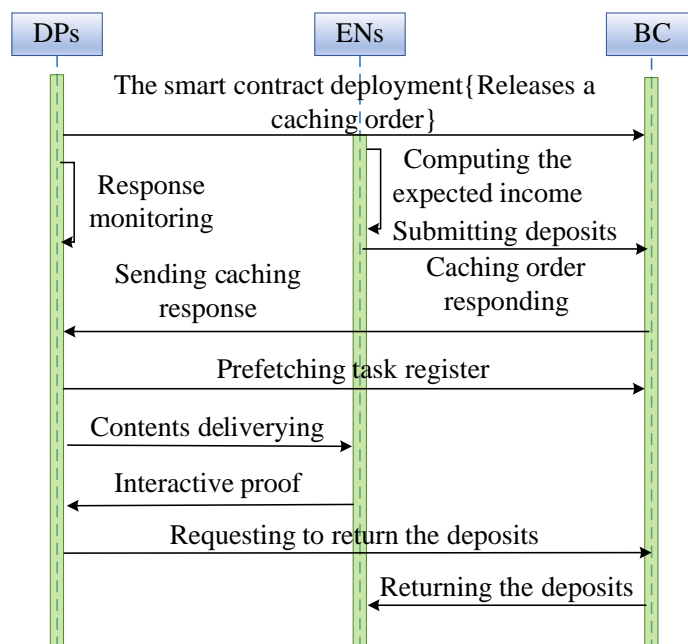 DPs
ENs
BC
The smart contract deployment{Releases a
caching order}
Computing the
expected income
Response
monitoring
Submitting deposits
Sending caching
response
Caching order
responding
Prefetching task register
Contents deliverying
Interactive proof
Requesting to return the deposits
Returning the deposits